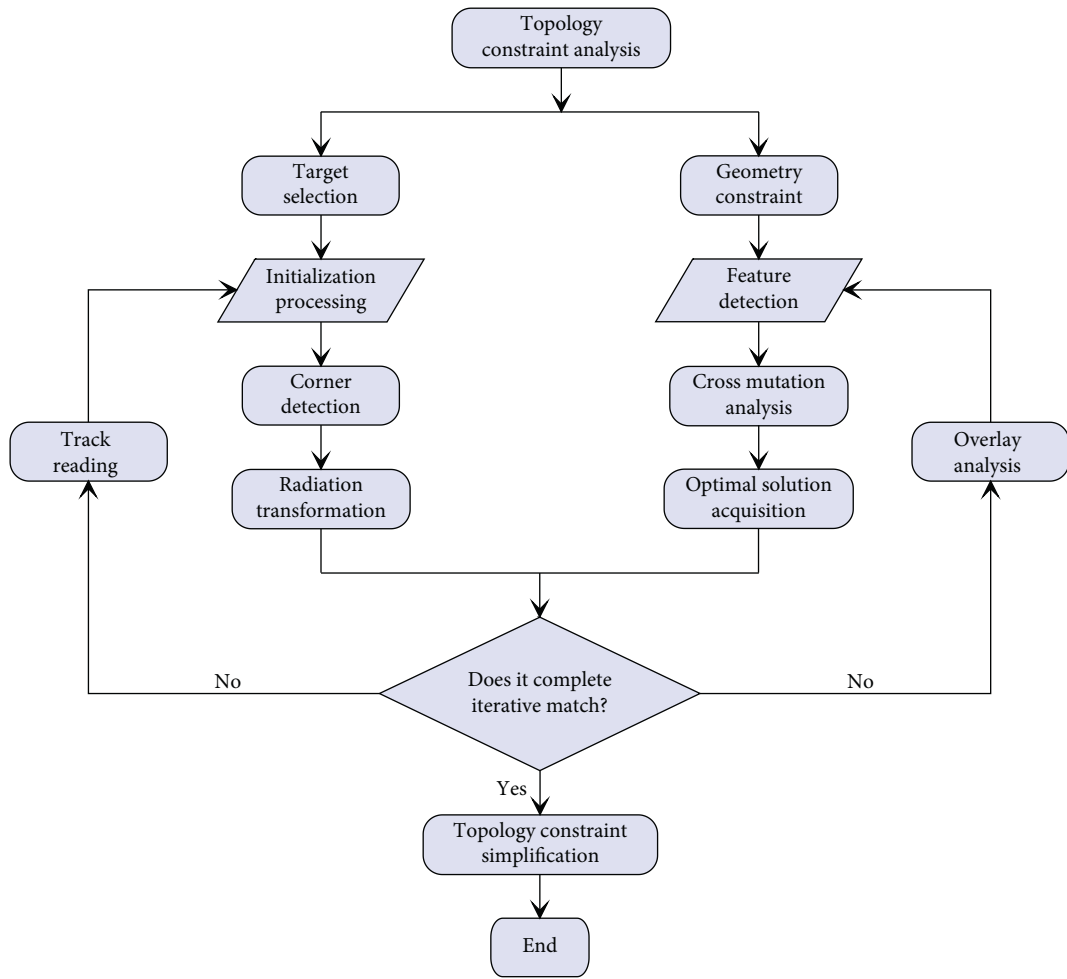 Topology
constraint analysis
Target
selection
Geometry
constraint
Initialization
processing
Feature
detection
Corner
detection
Cross mutation
analysis
Track
reading
Overlay
analysis
Radiation
transformation
Optimal solution
acquisition
Does it complete
iterative match?
No
No
Yes
Topology constraint
simplification
End